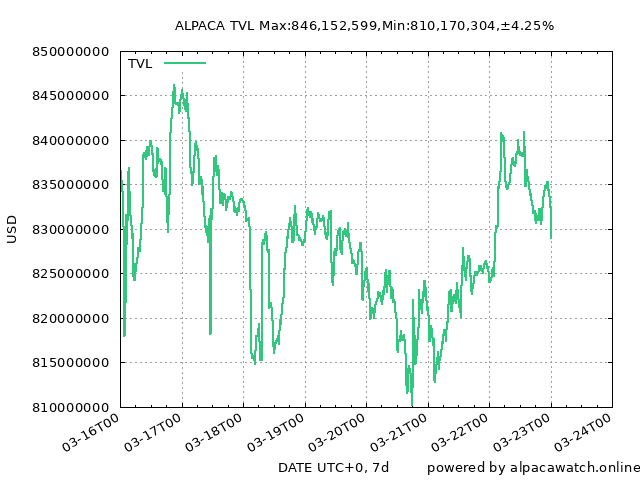 ALPACA TVL Max:846,152,599,Min:810,170,304,±4.25%
850000000
TVL
845000000
840000000
835000000
830000000
USD
825000000
820000000
815000000
810000000
03-16T00
03-17T00
03-18T00
03-19T00
03-20T00
03-21T00
03-22T00
03-23T00
03-24T00
DATE UTC+0, 7d
powered by alpacawatch.online